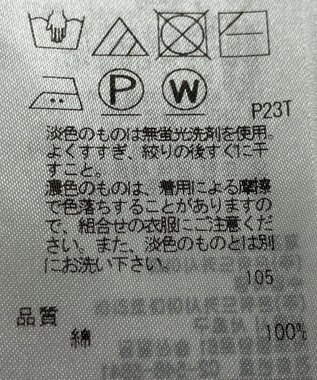 P
W
P23T
淡色のものは無蛍光洗剤を使用。
よくすすぎ、絞りの後すぐに干
すこと。
濃色のものは、着用による摩擦
で色落ちすることがありますの
で、組合せの衣服にご注意くだ
さい。また、淡色のものとは別
にお洗い下さい。
105
品質
綿 100%